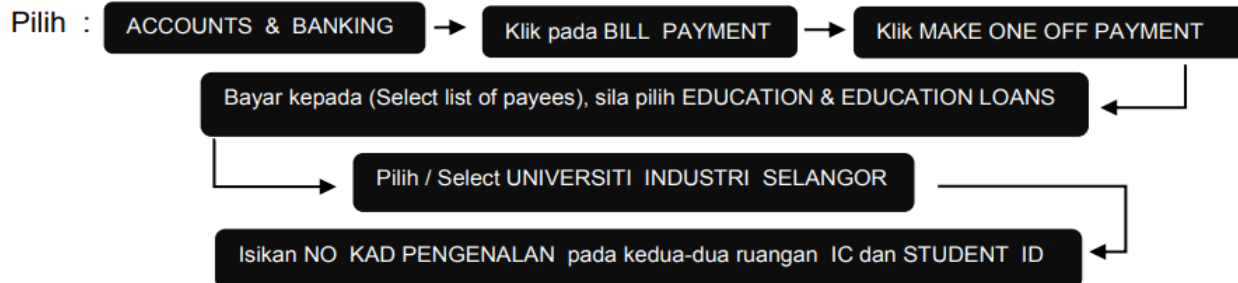 Pilih : ACCOUNTS & BANKING Klik pada BILL PAYMENT Klik MAKE ONE OFF PAYMENT
Bayar kepada (Select list of payees), sila pilih EDUCATION & EDUCATION LOANS
Pilih / Select UNIVERSITI INDUSTRI SELANGOR
Isikan NO KAD PENGENALAN pada kedua-dua ruangan IC dan STUDENT ID